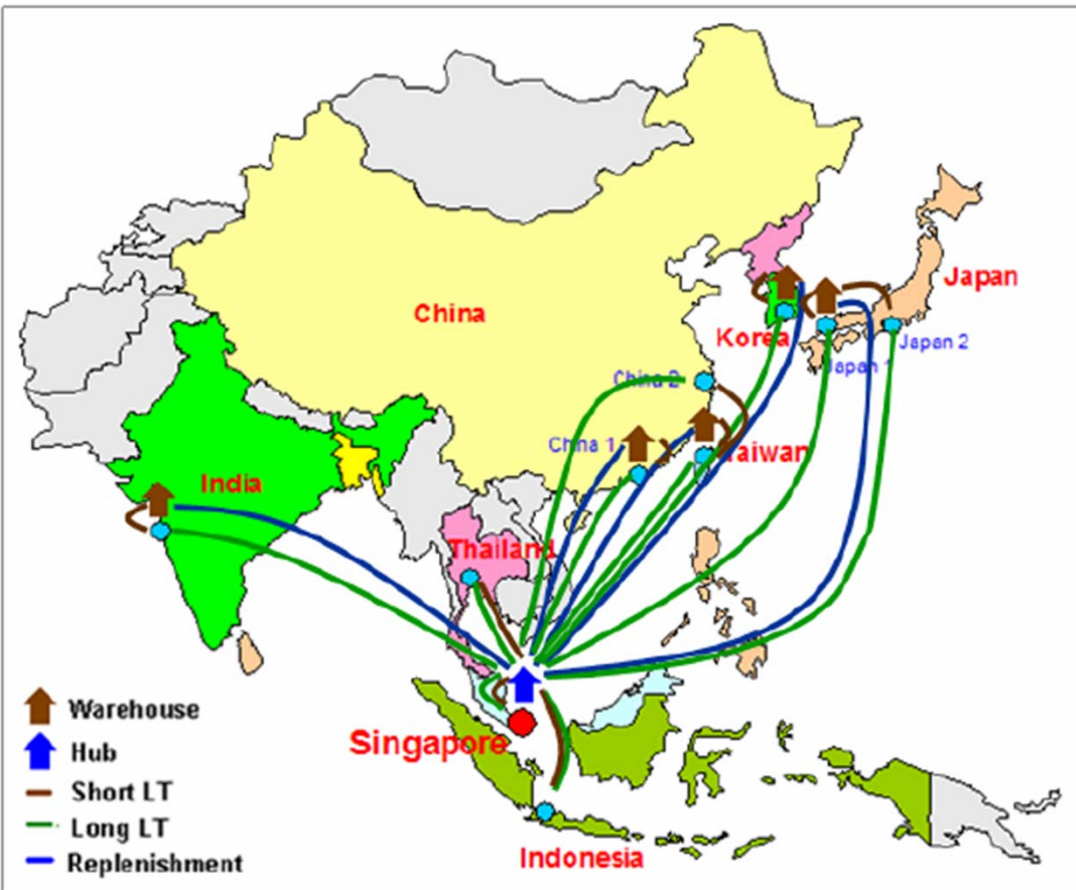 Japan
China
Korea
Japan 2
Japan 1
China 2
China 1
Taiwan
India
Thailand
Warehouse
Singapore
Hub
Short LT
Long LT
Replenishment
Indonesia